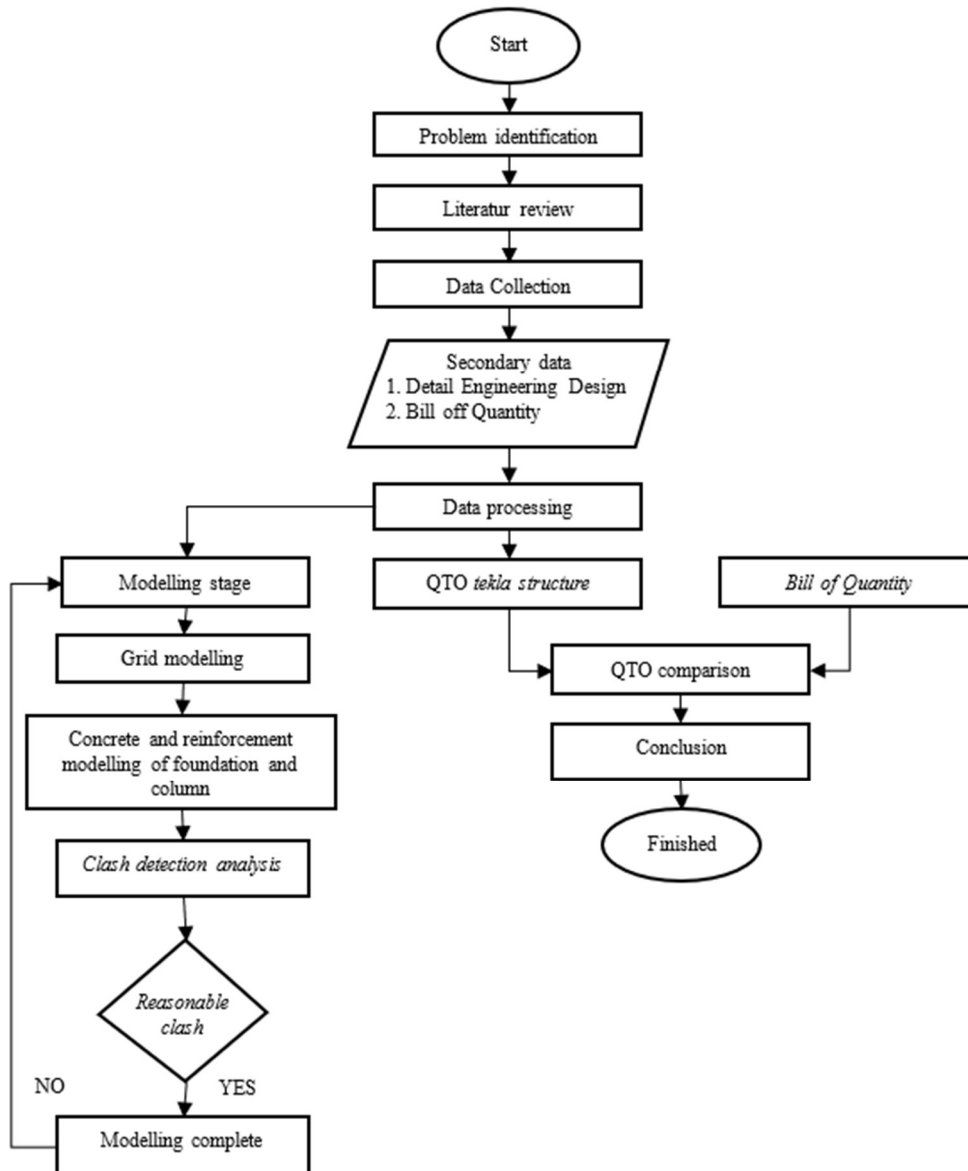 Start
Problem identification
Literatur review
Data Collection
Secondary data
1. Detail Engineering Design
2. Bill off Quantity
Data processing
Modelling stage
QTO tekla structure
Bill of Quantity
Grid modelling
QTO comparison
Concrete and reinforcement
modelling of foundation and
column
Conclusion
Clash detection analysis
Finished
Reasonable
clash
NO
YES
Modelling complete